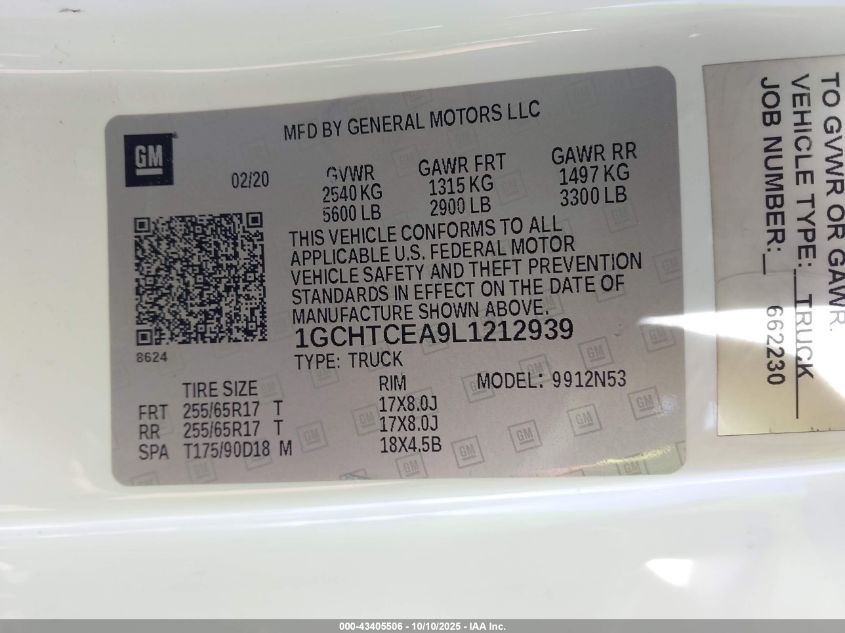 GM
MFD BY GENERAL MOTORS LLC
02/20
GVWR GAWR FRT GAWR RR
2540 KG 1315 KG 1497 KG
5600 LB 2900 LB 3300 LB
THIS VEHICLE CONFORMS TO ALL
APPLICABLE U.S. FEDERAL MOTOR
VEHICLE SAFETY AND THEFT PREVENTION
STANDARDS IN EFFECT ON THE DATE OF
MANUFACTURE SHOWN ABOVE.
1GCHTCEA9L1212939
8624
TYPE: TRUCK
TIRE SIZE RIM MODEL: 9912N53
FRT 255/65R17 T 17X8.0J
RR 255/65R17 T 17X8.0J
SPA T175/90D18 M 18X4.5B
TO GVWR OR GAWR.
VEHICLE TYPE: TRUCK
JOB NUMBER: 662230
000-43405506 - 10/10/2025 - IAA Inc.